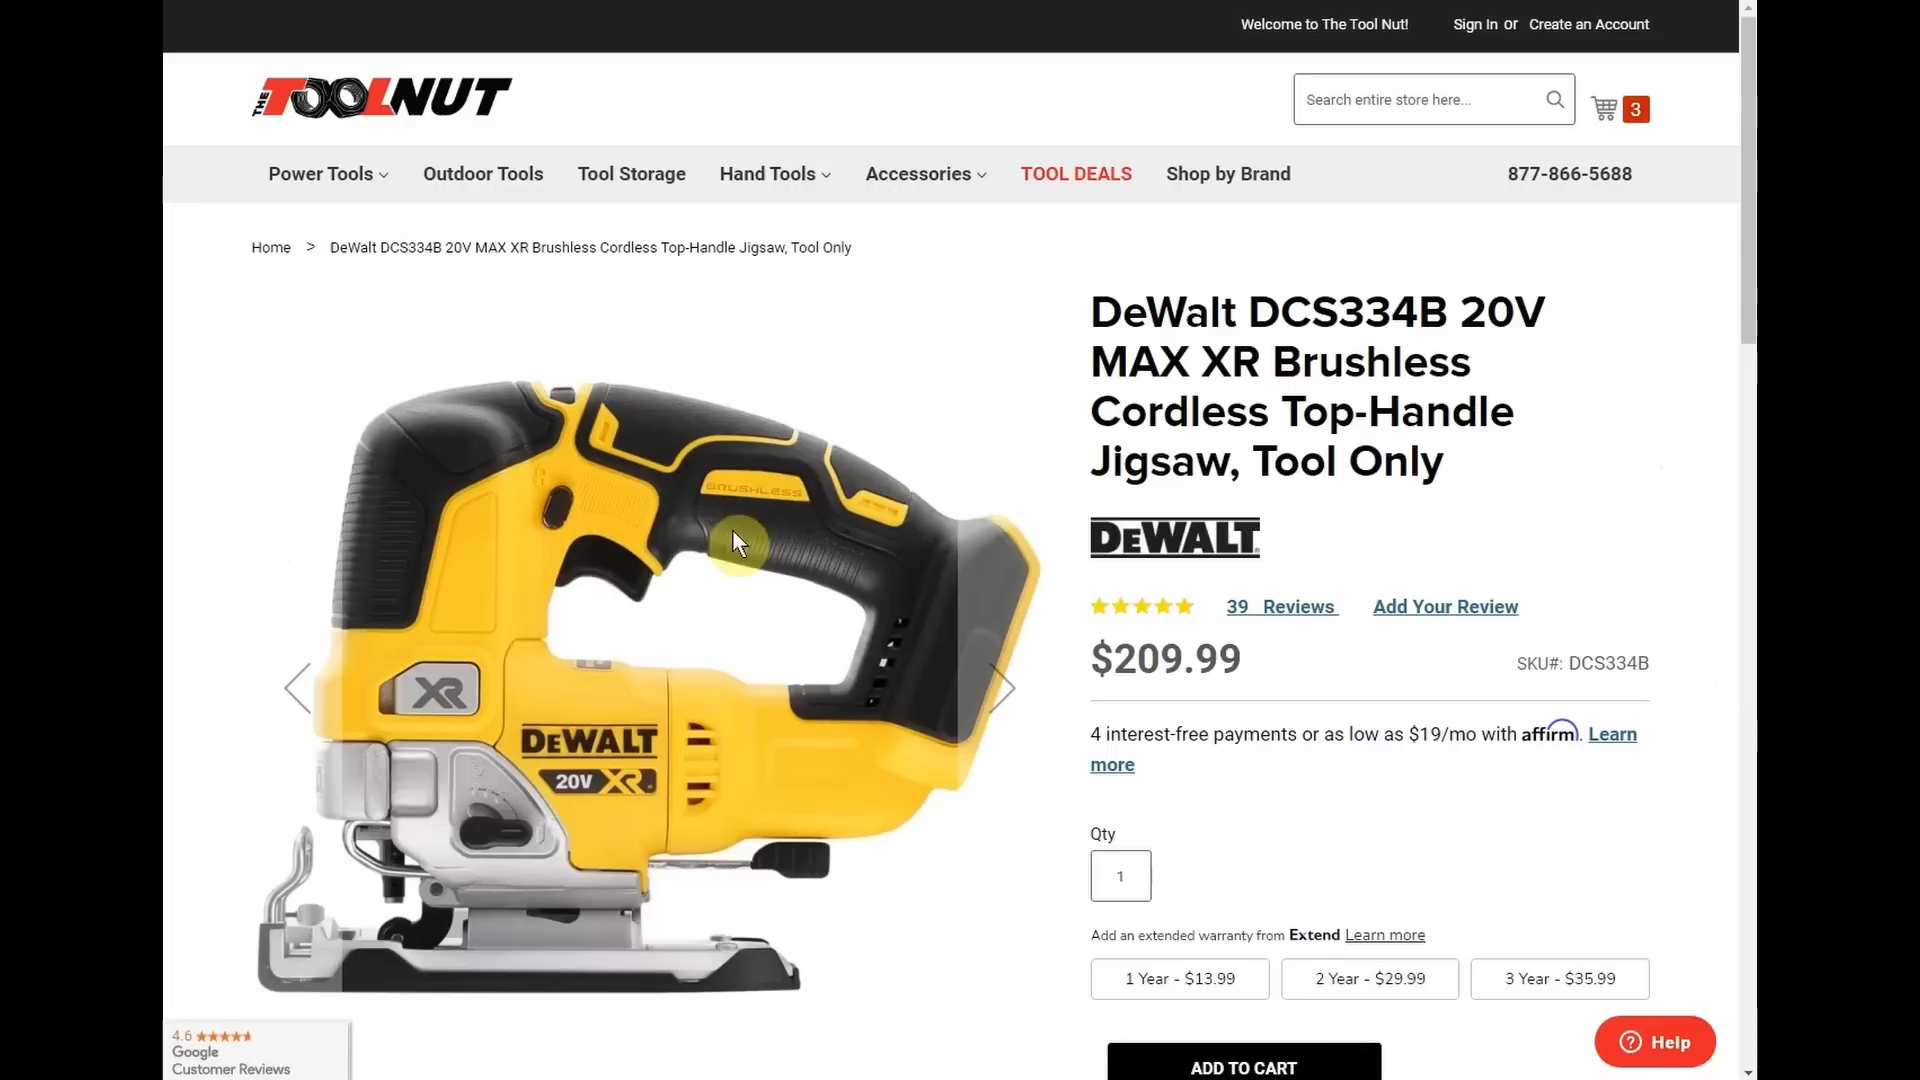 Welcome to The Tool Nut!
Sign In or Create an Account
THE TOOLNUT
Search entire store here...
3
Power Tools
Outdoor Tools
Tool Storage
Hand Tools
Accessories
TOOL DEALS
Shop by Brand
877-866-5688
Home > DeWalt DCS334B 20V MAX XR Brushless Cordless Top-Handle Jigsaw, Tool Only
BRUSHLESS
XR
DEWALT
20V XR
DeWalt DCS334B 20V
MAX XR Brushless
Cordless Top-Handle
Jigsaw, Tool Only
DEWALT
39 Reviews
Add Your Review
$209.99
SKU#: DCS334B
4 interest-free payments or as low as $19/mo with affirm. Learn
more
Qty
1
Add an extended warranty from Extend Learn more
1 Year - $13.99
2 Year - $29.99
3 Year - $35.99
ADD TO CART
4.6
Google
Customer Reviews
? Help